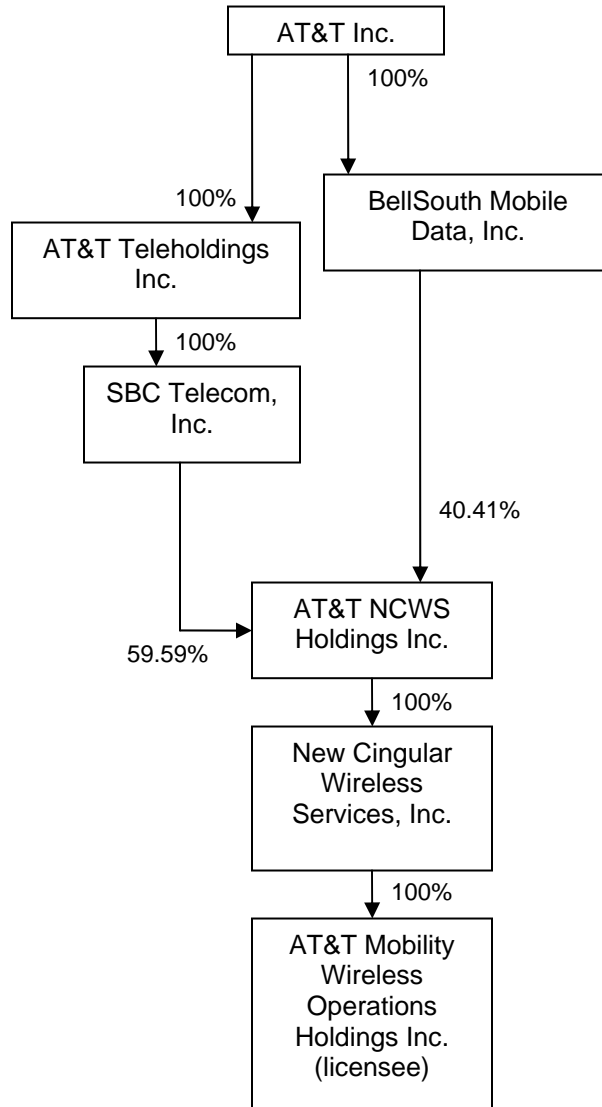 AT&T Inc.
100%
100%
BellSouth Mobile
Data, Inc.
AT&T Teleholdings
Inc.
100%
SBC Telecom,
Inc.
40.41%
59.59%
AT&T NCWS
Holdings Inc.
100%
New Cingular
Wireless
Services, Inc.
100%
AT&T Mobility
Wireless
Operations
Holdings Inc.
(licensee)